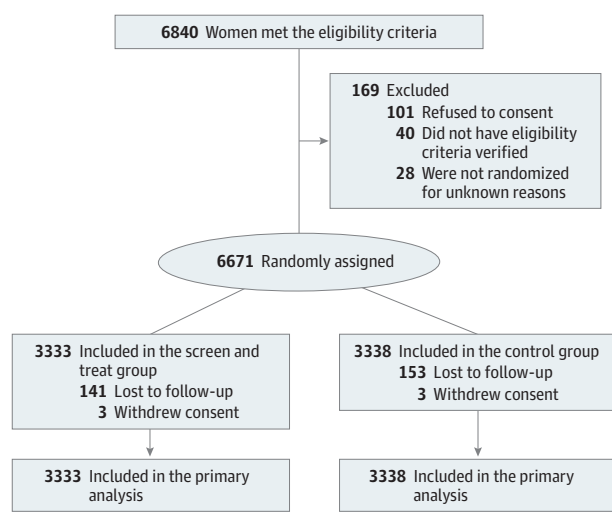 6840 Women met the eligibility criteria
169 Excluded
101 Refused to consent
40 Did not have eligibility
criteria verified
28 Were not randomized
for unknown reasons
6671 Randomly assigned
3333 Included in the screen and
treat group
141 Lost to follow-up
3 Withdrew consent
3338 Included in the control group
153 Lost to follow-up
3 Withdrew consent
3333 Included in the primary
analysis
3338 Included in the primary
analysis